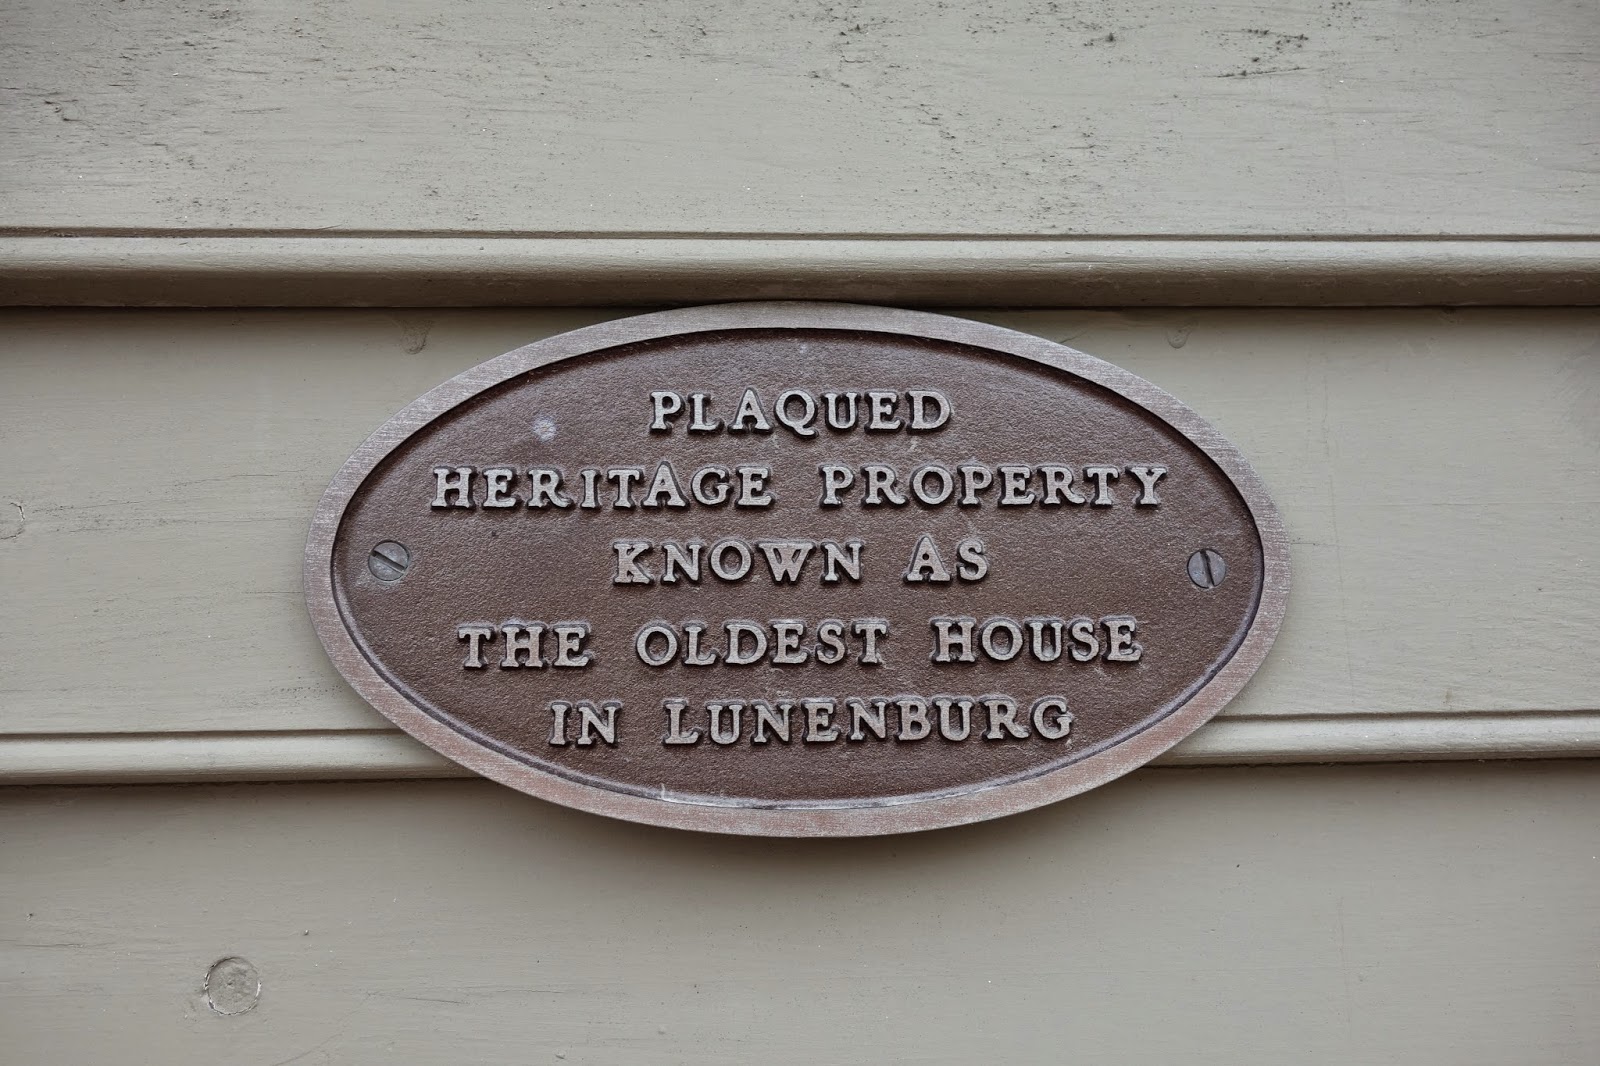 PLAQUED
HERITAGE PROPERTY
KNOWN AS
THE OLDEST HOUSE
IN LUNENBURG